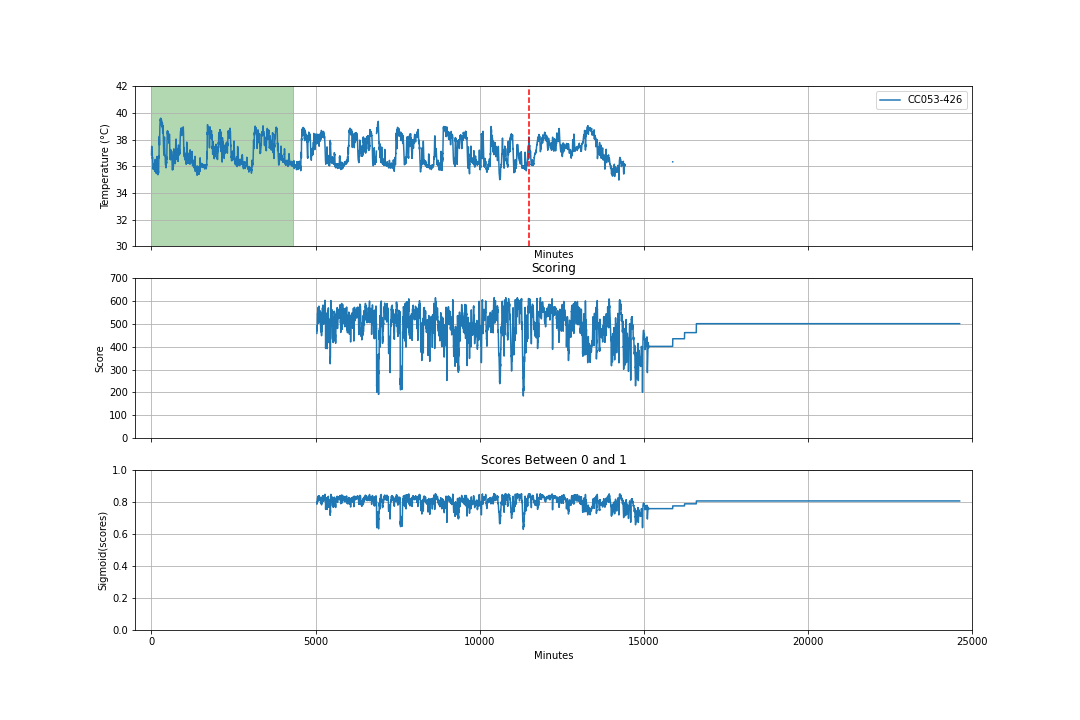 42
40
38
36
34
32
30
Temperature (°C)
CC053-426
Minutes
Scoring
700
600
500
400
300
200
100
0
Score
Scores Between 0 and 1
1.0
0.8
0.6
0.4
0.2
0.0
Sigmoid(scores)
0 5000 10000 15000 20000 25000
Minutes